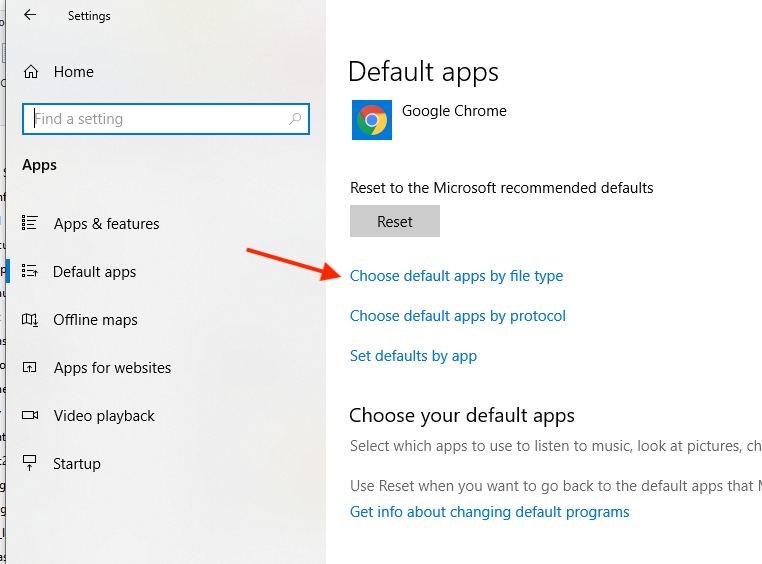 Settings
Home
Find a setting
Apps
Apps & features
Default apps
Offline maps
Apps for websites
Video playback
Startup
Default apps
Google Chrome
Reset to the Microsoft recommended defaults
Reset
Choose default apps by file type
Choose default apps by protocol
Set defaults by app
Choose your default apps
Select which apps to use to listen to music, look at pictures, ch
Use Reset when you want to go back to the default apps that M
Get info about changing default programs